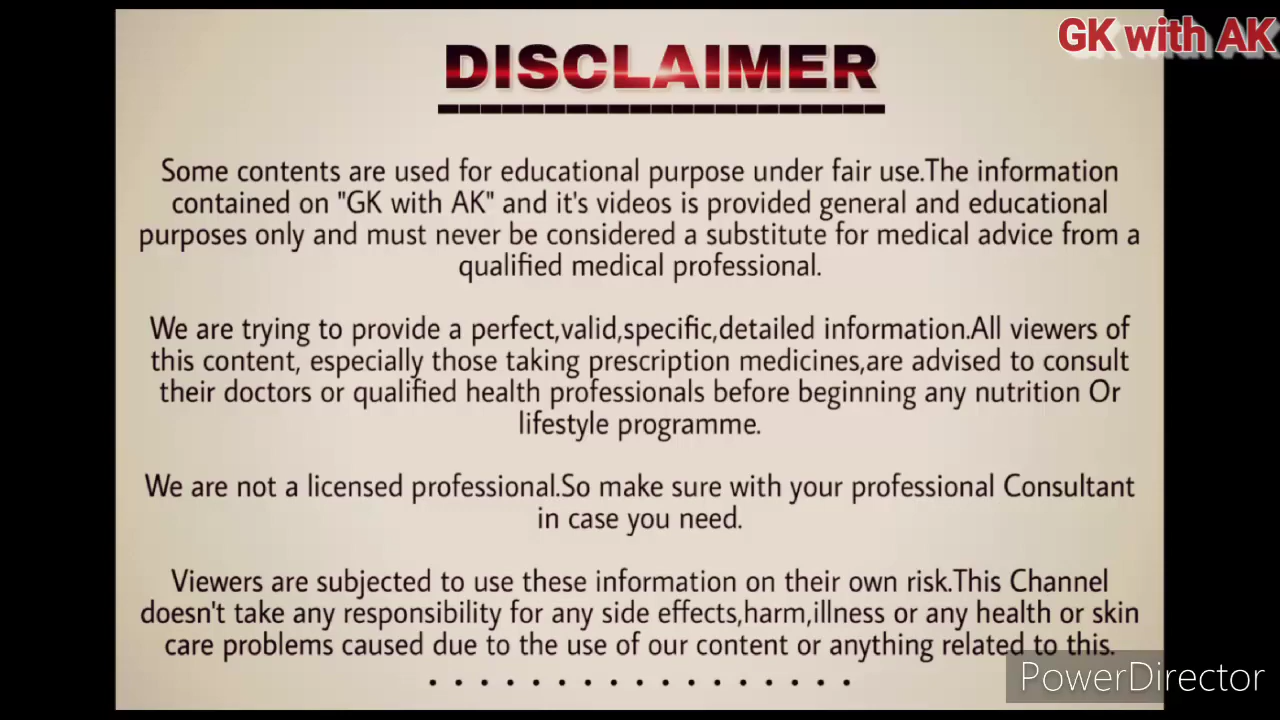 GK with AK
DISCLAIMER
Some contents are used for educational purpose under fair use.The information
contained on "GK with AK" and it's videos is provided general and educational
purposes only and must never be considered a substitute for medical advice from a
qualified medical professional.
We are trying to provide a perfect,valid,specific,detailed information.All viewers of
this content, especially those taking prescription medicines,are advised to consult
their doctors or qualified health professionals before beginning any nutrition Or
lifestyle programme.
We are not a licensed professional.So make sure with your professional Consultant
in case you need.
Viewers are subjected to use these information on their own risk.This Channel
doesn't take any responsibility for any side effects,harm,illness or any health or skin
care problems caused due to the use of our content or anything related to this.
PowerDirector